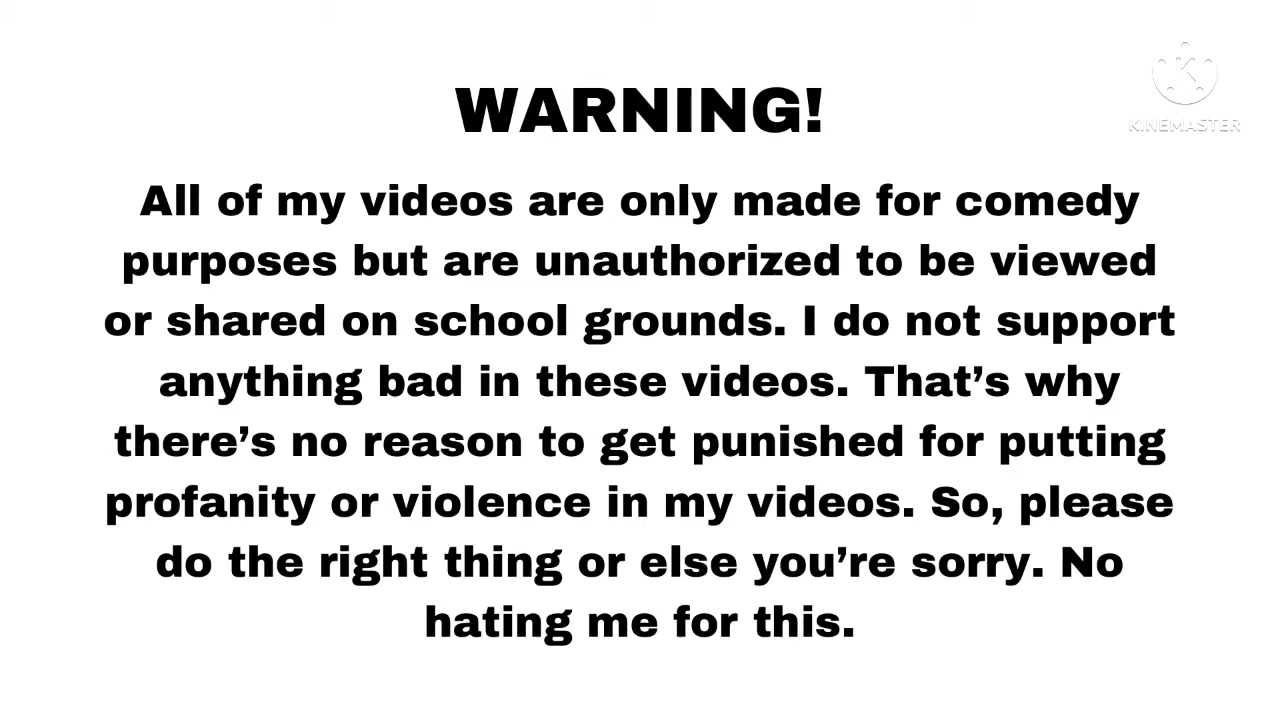 WARNING!
KINEMASTER
All of my videos are only made for comedy
purposes but are unauthorized to be viewed
or shared on school grounds. I do not support
anything bad in these videos. That’s why
there’s no reason to get punished for putting
profanity or violence in my videos. So, please
do the right thing or else you’re sorry. No
hating me for this.